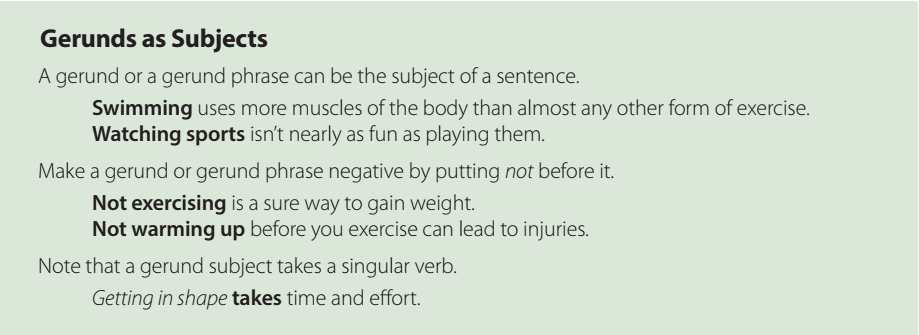 Gerunds as Subjects
A gerund or a gerund phrase can be the subject of a sentence.
Swimming uses more muscles of the body than almost any other form of exercise.
Watching sports isn't nearly as fun as playing them.
Make a gerund or gerund phrase negative by putting not before it.
Not exercising is a sure way to gain weight.
Not warming up before you exercise can lead to injuries.
Note that a gerund subject takes a singular verb.
Getting in shape takes time and effort.